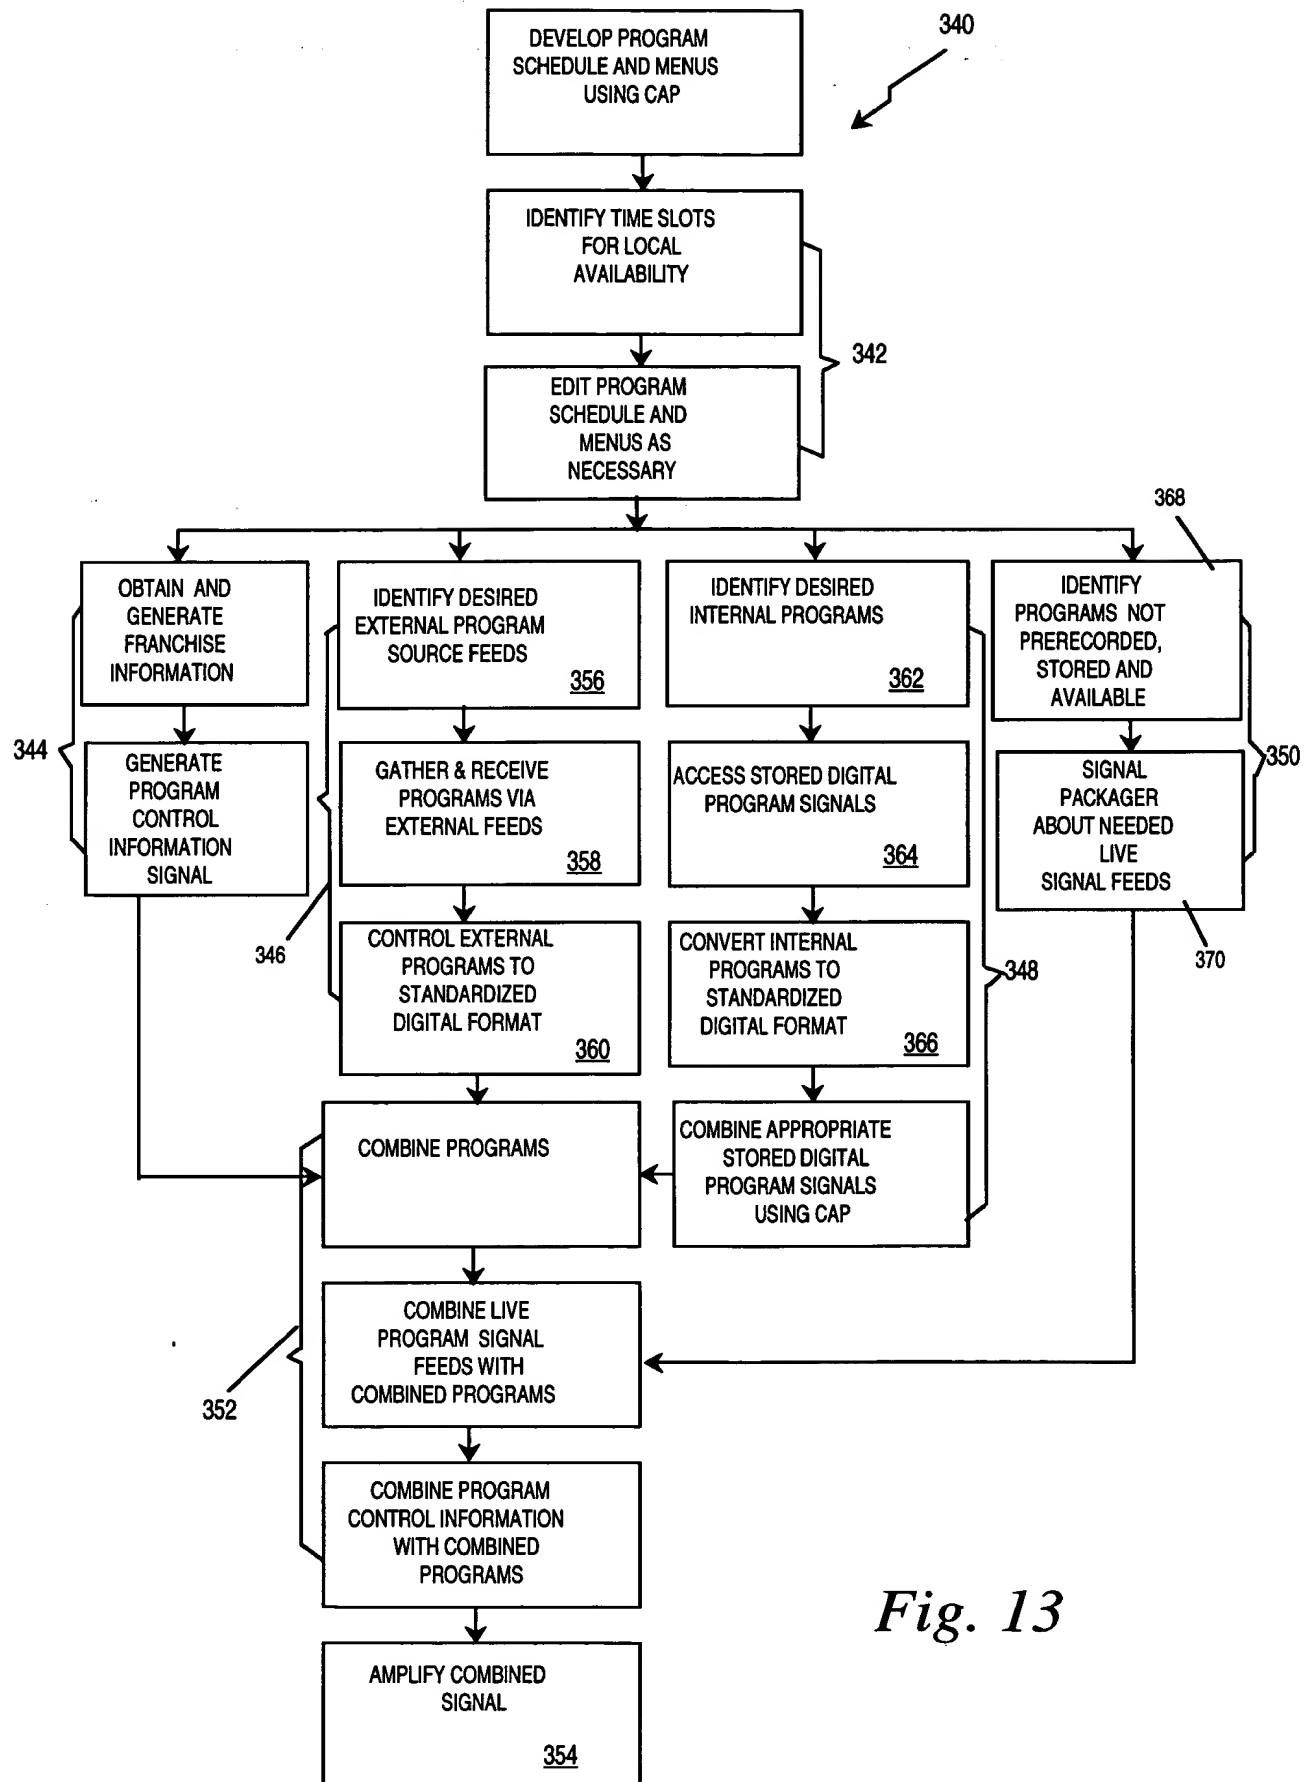 DEVELOP PROGRAM
SCHEDULE AND MENUS
USING CAP
340
IDENTIFY TIME SLOTS
FOR LOCAL
AVAILABILITY
342
EDIT PROGRAM
SCHEDULE AND
MENUS AS
NECESSARY
OBTAIN AND
GENERATE
FRANCHISE
INFORMATION
344
GENERATE
PROGRAM
CONTROL
INFORMATION
SIGNAL
IDENTIFY DESIRED
EXTERNAL PROGRAM
SOURCE FEEDS
356
GATHER & RECEIVE
PROGRAMS VIA
EXTERNAL FEEDS
358
346
CONTROL EXTERNAL
PROGRAMS TO
STANDARDIZED
DIGITAL FORMAT
360
IDENTIFY DESIRED
INTERNAL PROGRAMS
362
ACCESS STORED DIGITAL
PROGRAM SIGNALS
364
CONVERT INTERNAL
PROGRAMS TO
STANDARDIZED
DIGITAL FORMAT
366
348
COMBINE APPROPRIATE
STORED DIGITAL
PROGRAM SIGNALS
USING CAP
368
IDENTIFY
PROGRAMS NOT
PRERECORDED,
STORED AND
AVAILABLE
350
SIGNAL
PACKAGER
ABOUT NEEDED
LIVE
SIGNAL FEEDS
370
COMBINE PROGRAMS
COMBINE LIVE
PROGRAM SIGNAL
FEEDS WITH
COMBINED PROGRAMS
352
COMBINE PROGRAM
CONTROL INFORMATION
WITH COMBINED
PROGRAMS
AMPLIFY COMBINED
SIGNAL
354
Fig. 13